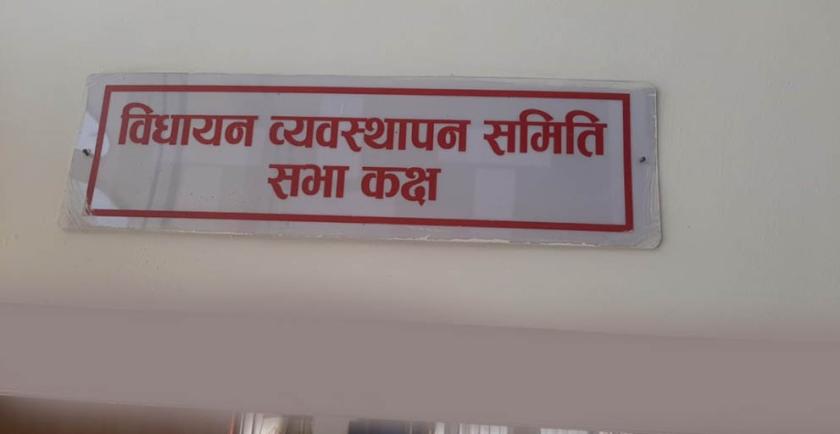 विधायन व्यवस्थापन समिति
सभा कक्ष